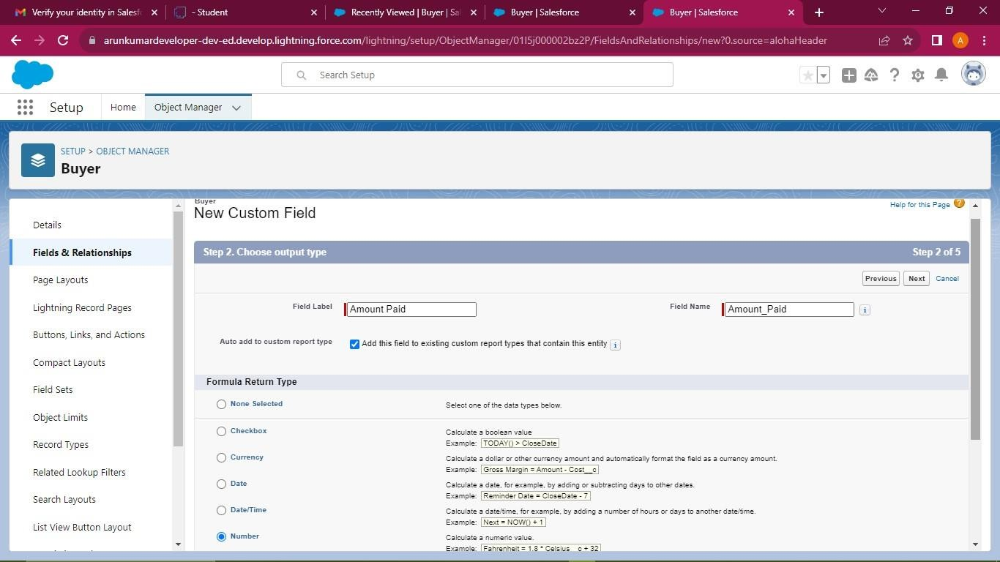 Verify your identity in Salesf
- Student
Recently Viewed | Buyer | Sal
Buyer | Salesforce
Buyer | Salesforce
arunkumardeveloper-dev-ed.develop.lightning.force.com/lightning/setup/ObjectManager/01I5j000002bz2P/FieldsAndRelationships/new?0.source=alohaHeader
A
Search Setup
Setup
Home
Object Manager
SETUP > OBJECT MANAGER
Buyer
Details
Fields & Relationships
Page Layouts
Lightning Record Pages
Buttons, Links, and Actions
Compact Layouts
Field Sets
Object Limits
Record Types
Related Lookup Filters
Search Layouts
List View Button Layout
Buyer
New Custom Field
Help for this Page
Step 2. Choose output type
Step 2 of 5
Previous
Next
Cancel
Field Label
Amount Paid
Field Name
Amount_Paid
i
Auto add to custom report type
Add this field to existing custom report types that contain this entity
i
Formula Return Type
None Selected
Select one of the data types below.
Checkbox
Calculate a boolean value
Example: TODAY() > CloseDate
Currency
Calculate a dollar or other currency amount and automatically format the field as a currency amount.
Example: Gross Margin = Amount - Cost__c
Date
Calculate a date, for example, by adding or subtracting days to other dates.
Example: Reminder Date = CloseDate - 7
Date/Time
Calculate a date/time, for example, by adding a number of hours or days to another date/time.
Example: Next = NOW() + 1
Number
Calculate a numeric value.
Example: Fahrenheit = 1.8 * Celsius__c + 32